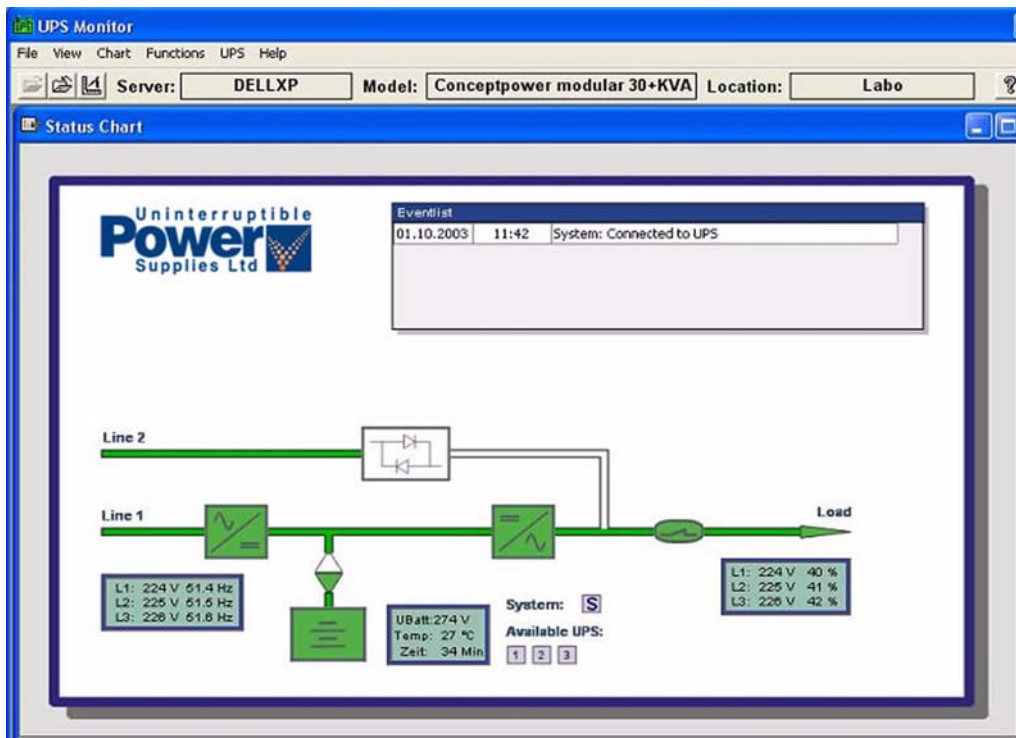 UPS Monitor
File View Chart Functions UPS Help
Server: DELLXP Model: Conceptpower modular 30+KVA Location: Labo ?
Status Chart
Uninterruptible
Power
Supplies Ltd
Eventlist
01.10.2003 11:42 System: Connected to UPS
Line 2
Line 1
Load
L1: 224 V 51.4 Hz
L2: 225 V 51.5 Hz
L3: 226 V 51.6 Hz
UBatt:274 V
Temp: 27 °C
Zeit: 34 Min
System: S
Available UPS:
1 2 3
L1: 224 V 40 %
L2: 225 V 41 %
L3: 226 V 42 %